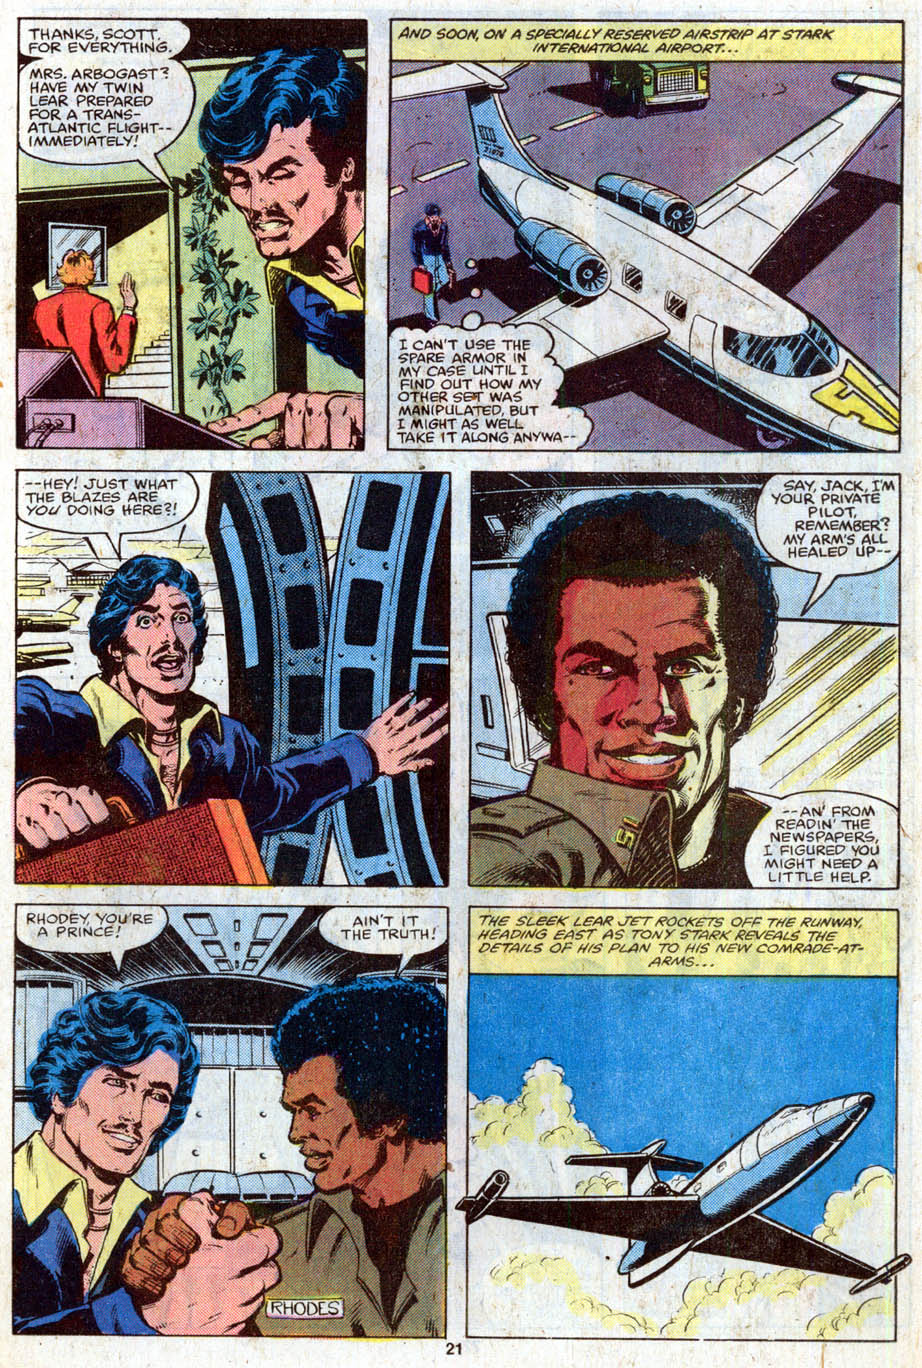 THANKS, SCOTT.
FOR EVERYTHING.
MRS. ARBOGAST?
HAVE MY TWIN
LEAR PREPARED
FOR A TRANS-
ATLANTIC FLIGHT--
IMMEDIATELY!
AND SOON, ON A SPECIALLY RESERVED AIRSTRIP AT STARK
INTERNATIONAL AIRPORT...
I CAN'T USE THE
SPARE ARMOR IN
MY CASE UNTIL I
FIND OUT HOW MY
OTHER SET WAS
MANIPULATED, BUT
I MIGHT AS WELL
TAKE IT ALONG ANYWA--
--HEY! JUST WHAT
THE BLAZES ARE
YOU DOING HERE?!
SAY, JACK, I'M
YOUR PRIVATE
PILOT,
REMEMBER?
MY ARM'S ALL
HEALED UP--
--AN' FROM
READIN' THE
NEWSPAPERS,
I FIGURED YOU
MIGHT NEED A
LITTLE HELP.
RHODEY, YOU'RE
A PRINCE!
AIN'T IT
THE TRUTH!
RHODES
THE SLEEK LEAR JET ROCKETS OFF THE RUNWAY,
HEADING EAST AS TONY STARK REVEALS THE
DETAILS OF HIS PLAN TO HIS NEW COMRADE-AT-
ARMS...
21